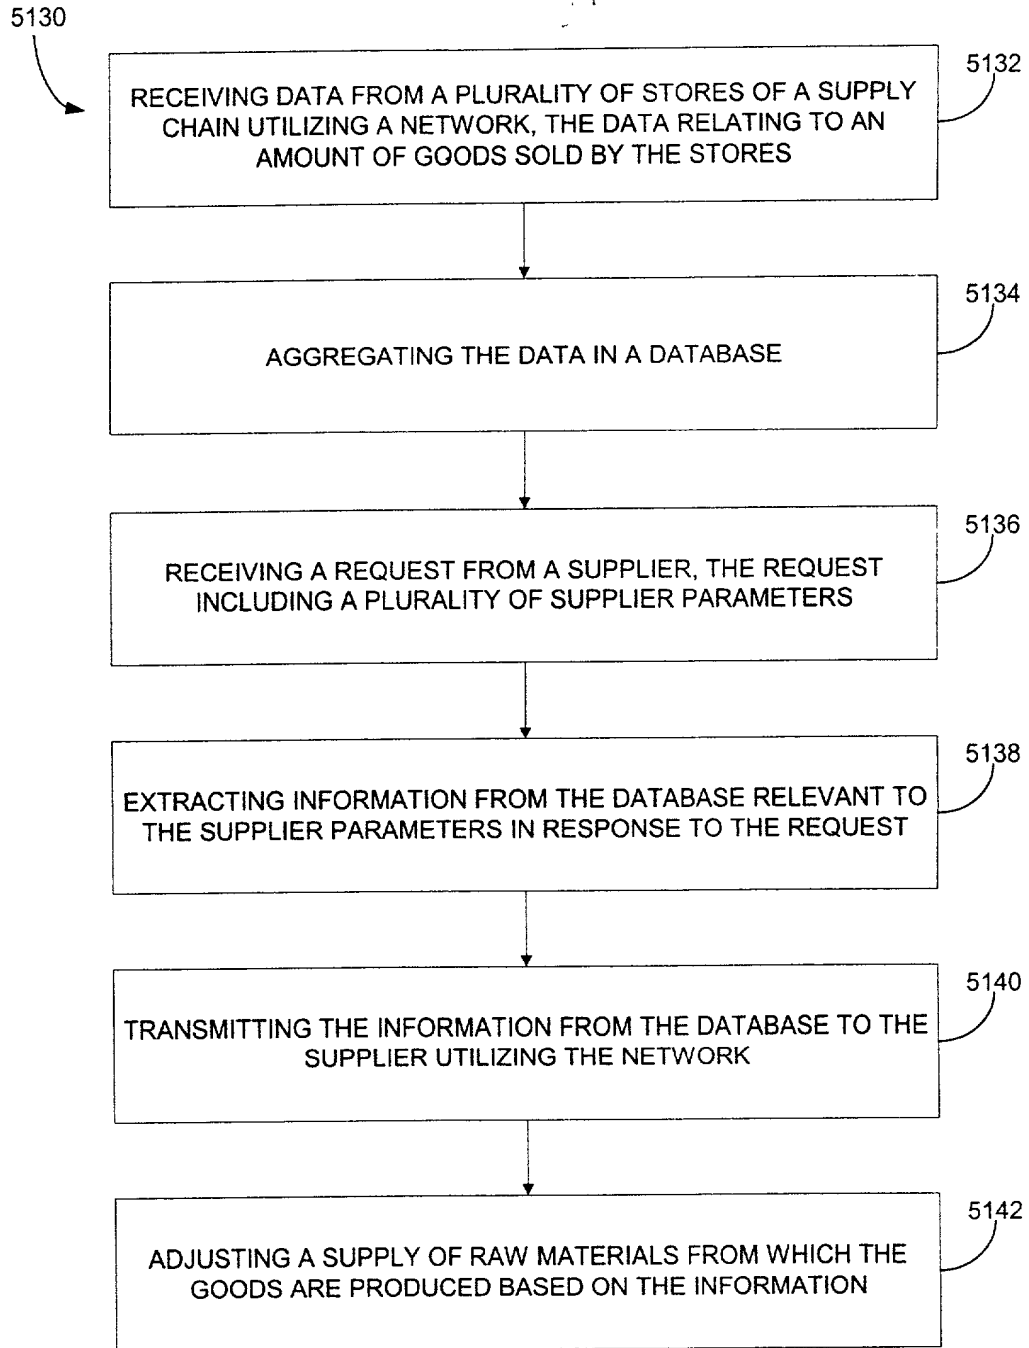 5130
5132
RECEIVING DATA FROM A PLURALITY OF STORES OF A SUPPLY
CHAIN UTILIZING A NETWORK, THE DATA RELATING TO AN
AMOUNT OF GOODS SOLD BY THE STORES
5134
AGGREGATING THE DATA IN A DATABASE
5136
RECEIVING A REQUEST FROM A SUPPLIER, THE REQUEST
INCLUDING A PLURALITY OF SUPPLIER PARAMETERS
5138
EXTRACTING INFORMATION FROM THE DATABASE RELEVANT TO
THE SUPPLIER PARAMETERS IN RESPONSE TO THE REQUEST
5140
TRANSMITTING THE INFORMATION FROM THE DATABASE TO THE
SUPPLIER UTILIZING THE NETWORK
5142
ADJUSTING A SUPPLY OF RAW MATERIALS FROM WHICH THE
GOODS ARE PRODUCED BASED ON THE INFORMATION